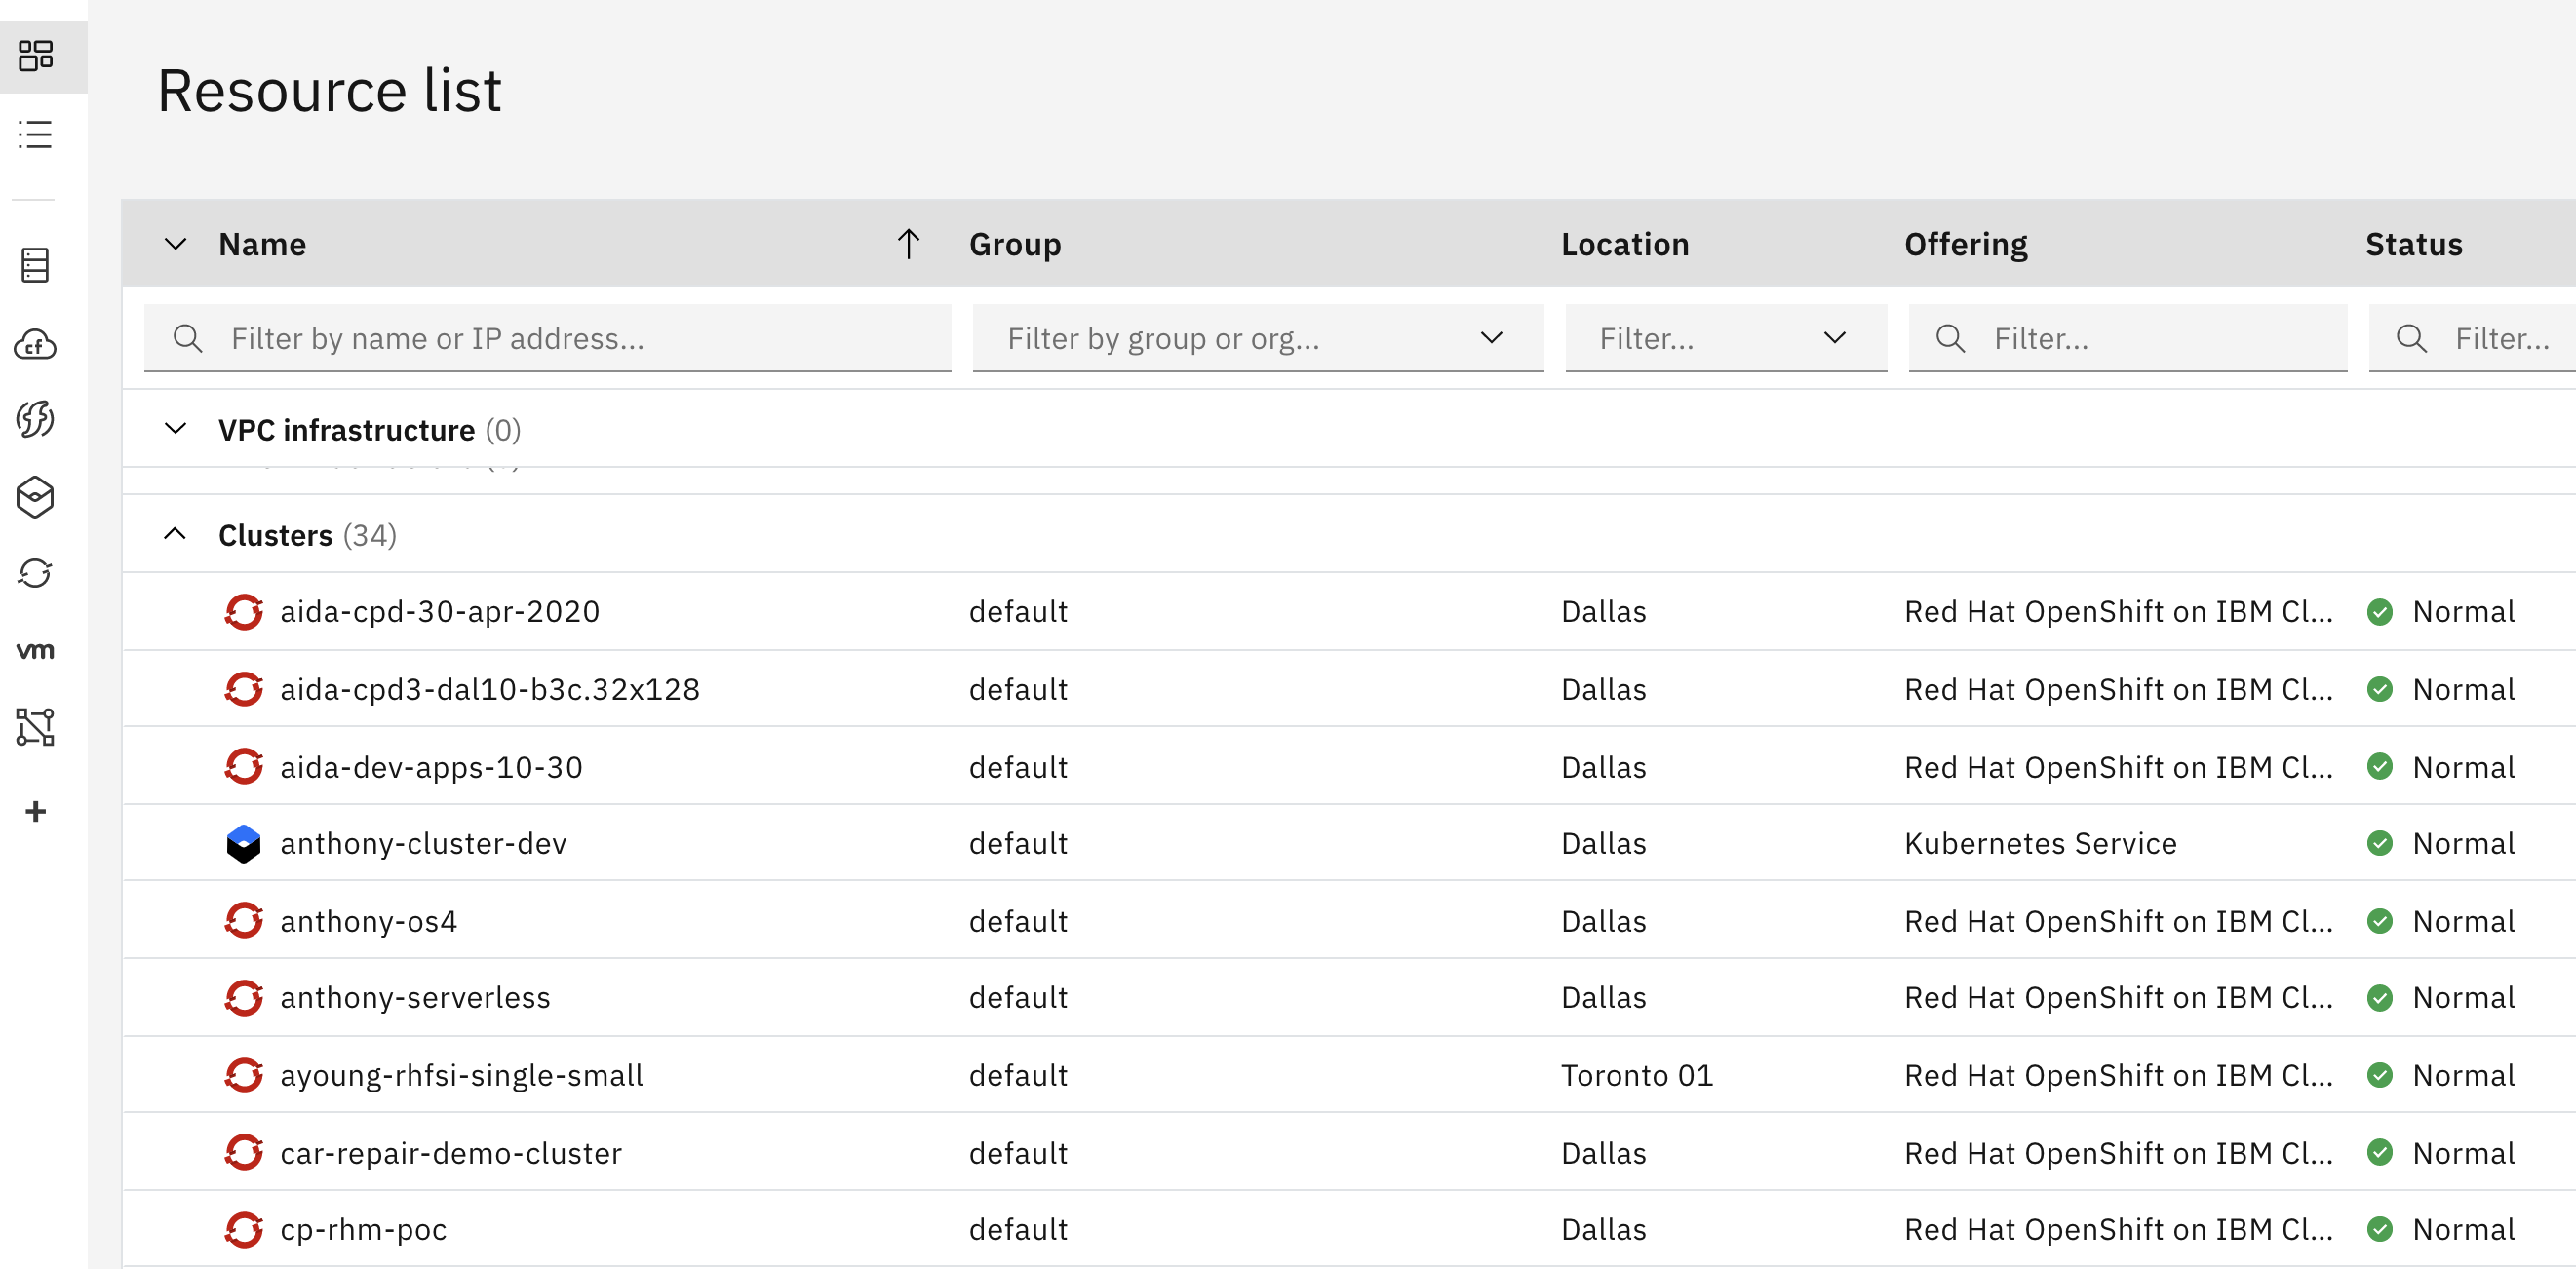 Resource list
Name Group Location Offering Status
Filter by name or IP address... Filter by group or org... Filter... Filter... Filter...
VPC infrastructure (0)
Clusters (34)
aida-cpd-30-apr-2020 default Dallas Red Hat OpenShift on IBM Cl... Normal
aida-cpd3-dal10-b3c.32x128 default Dallas Red Hat OpenShift on IBM Cl... Normal
aida-dev-apps-10-30 default Dallas Red Hat OpenShift on IBM Cl... Normal
anthony-cluster-dev default Dallas Kubernetes Service Normal
anthony-os4 default Dallas Red Hat OpenShift on IBM Cl... Normal
anthony-serverless default Dallas Red Hat OpenShift on IBM Cl... Normal
ayoung-rhfsi-single-small default Toronto 01 Red Hat OpenShift on IBM Cl... Normal
car-repair-demo-cluster default Dallas Red Hat OpenShift on IBM Cl... Normal
cp-rhm-poc default Dallas Red Hat OpenShift on IBM Cl... Normal
cf
vm